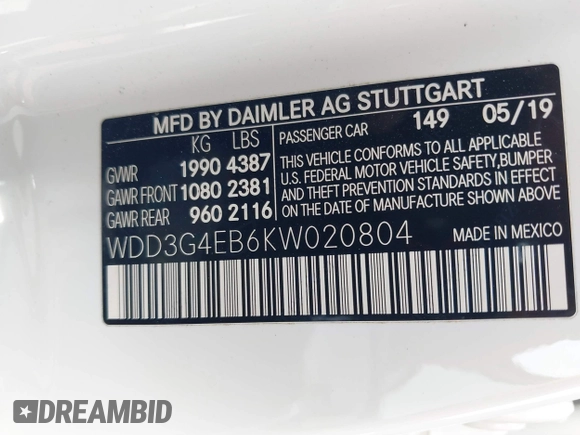 MFD BY DAIMLER AG STUTTGART
KG LBS PASSENGER CAR 149 05/19
GVWR 1990 4387
GAWR FRONT 1080 2381
GAWR REAR 960 2116
THIS VEHICLE CONFORMS TO ALL APPLICABLE
U.S. FEDERAL MOTOR VEHICLE SAFETY, BUMPER
AND THEFT PREVENTION STANDARDS IN EFFECT
ON THE DATE OF MANUFACTURE SHOWN ABOVE.
WDD3G4EB6KW020804 MADE IN MEXICO
DREAMBID